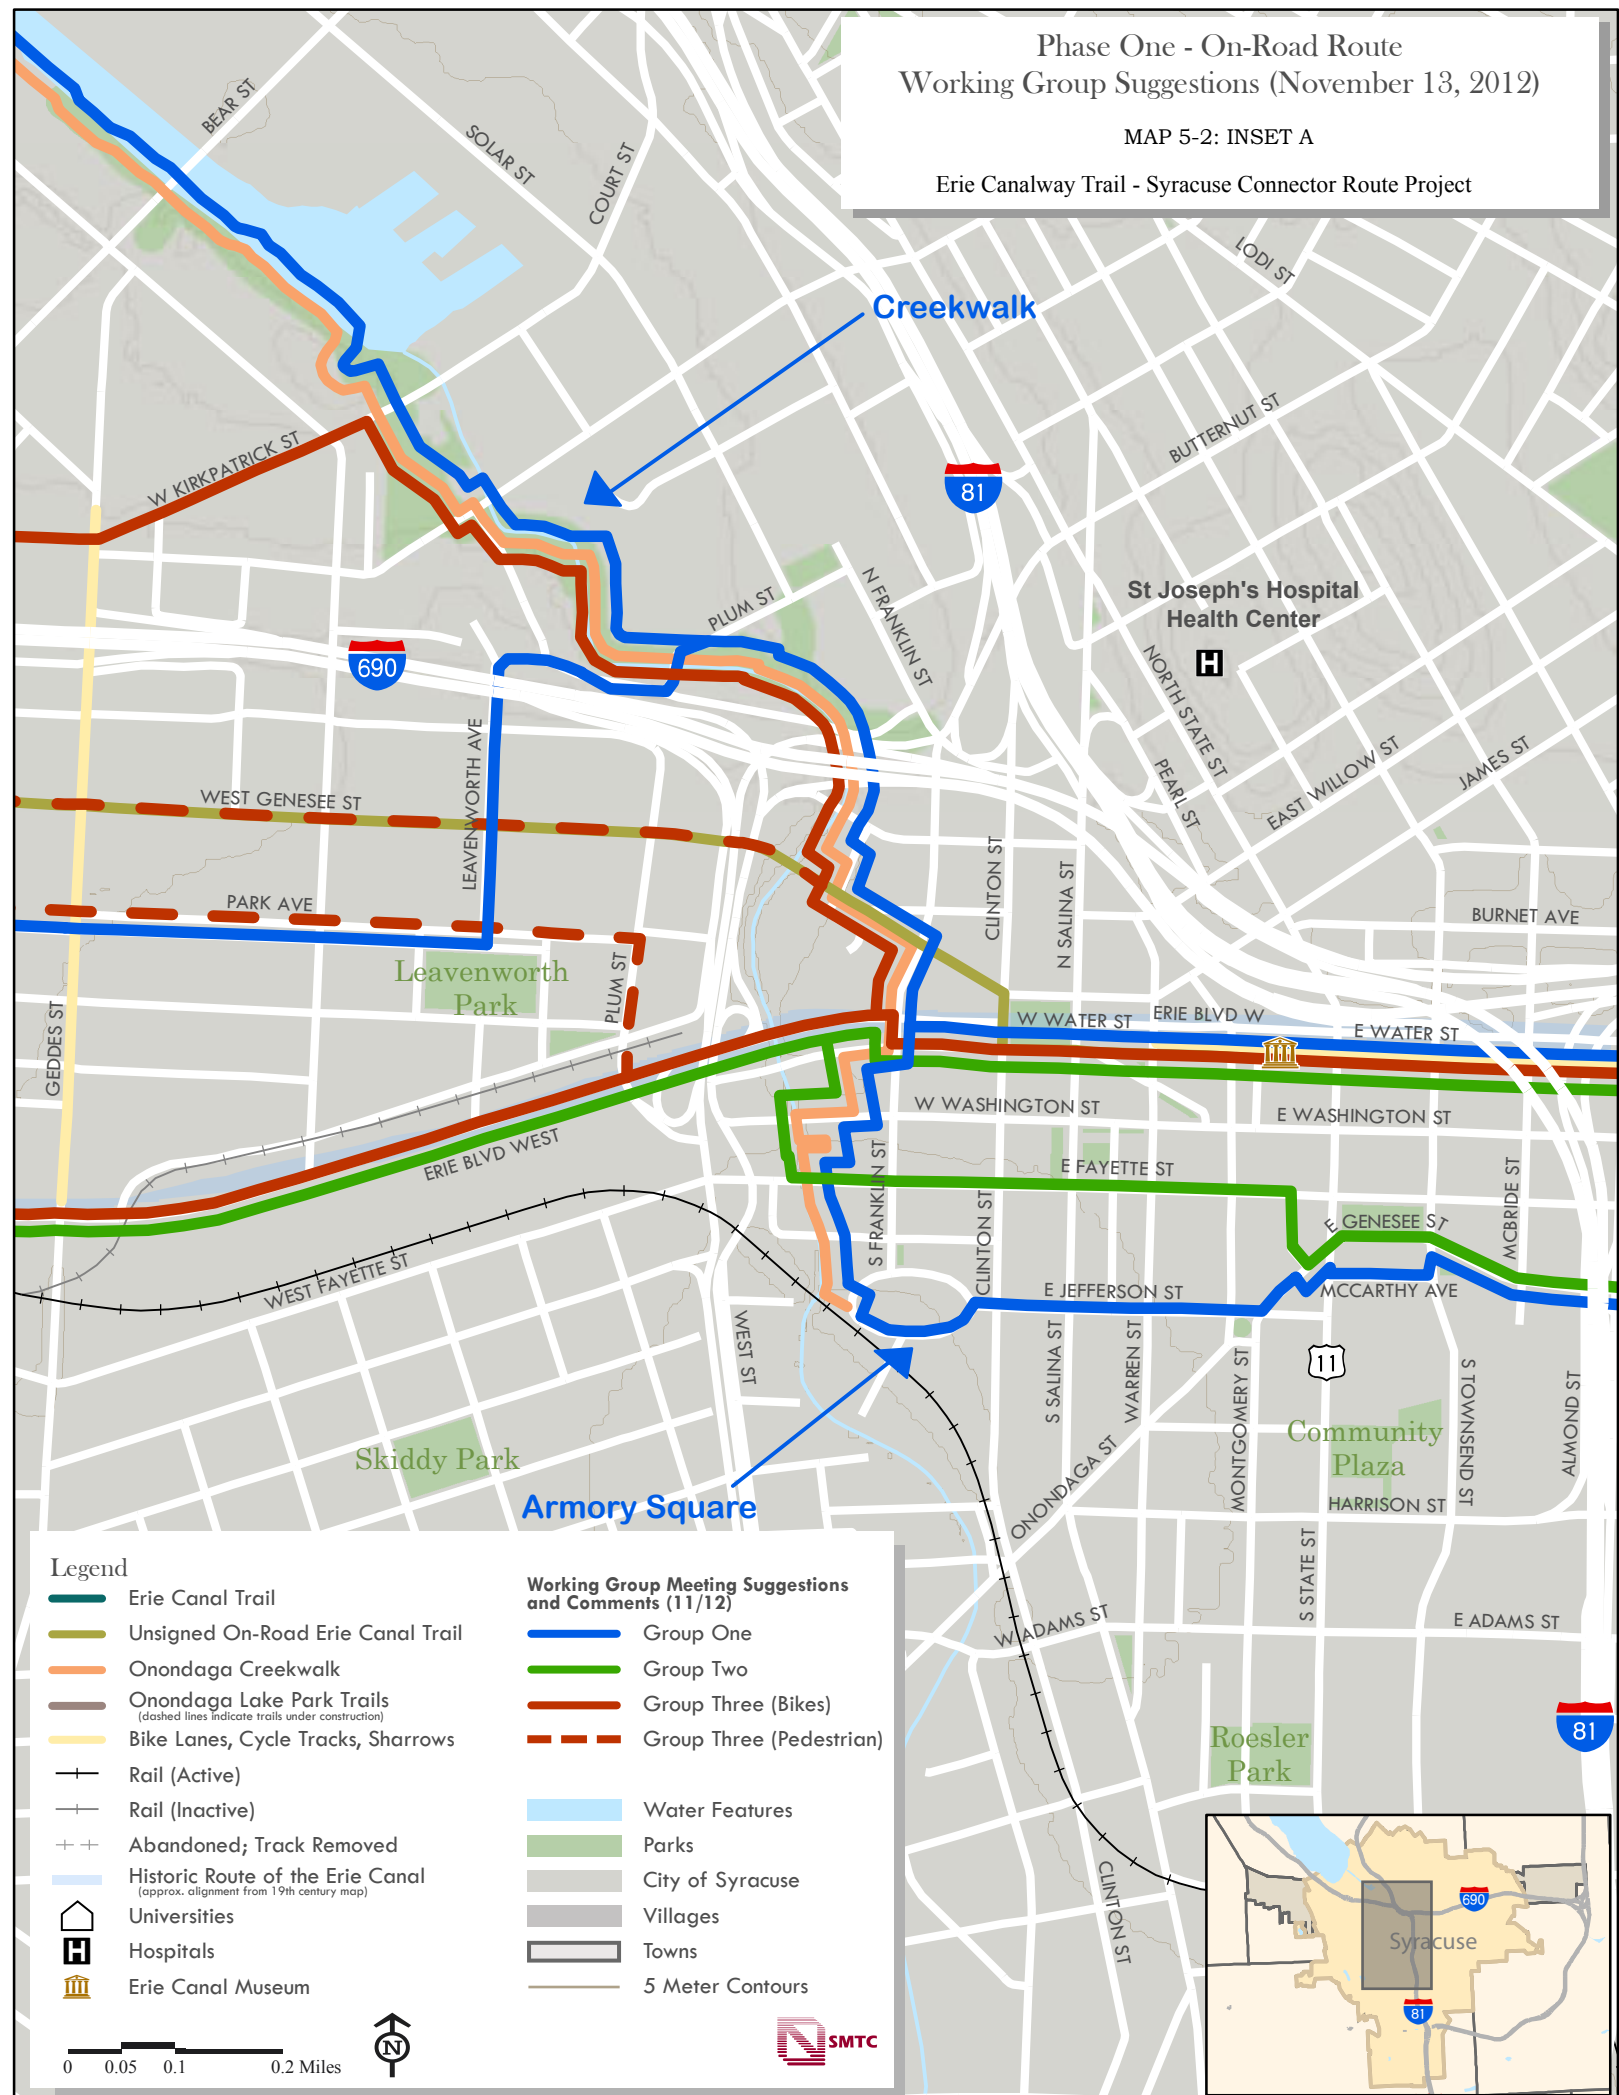 Phase One - On-Road Route
Working Group Suggestions (November 13, 2012)
MAP 5-2: INSET A
Erie Canalway Trail - Syracuse Connector Route Project
BEAR ST
SOLAR ST
COURT ST
LODI ST
Creekwalk
BUTTERNUT ST
W KIRKPATRICK ST
81
N FRANKLIN ST
PLUM ST
St Joseph's Hospital
Health Center
H
690
NORTH STATE ST
LEAVENWORTH AVE
PEARL ST
EAST WILLOW ST
JAMES ST
WEST GENESEE ST
CLINTON ST
N SALINA ST
PARK AVE
BURNET AVE
Leavenworth
Park
PLUM ST
GEDDES ST
W WATER ST
ERIE BLVD W
E WATER ST
W WASHINGTON ST
E WASHINGTON ST
ERIE BLVD WEST
S FRANKLIN ST
E FAYETTE ST
MCBRIDE ST
E GENESEE ST
CLINTON ST
WEST FAYETTE ST
E JEFFERSON ST
MCCARTHY AVE
WEST ST
S SALINA ST
WARREN ST
MONTGOMERY ST
11
S TOWNSEND ST
ALMOND ST
Community
Plaza
Skiddy Park
ONONDAGA ST
Armory Square
HARRISON ST
S STATE ST
W ADAMS ST
E ADAMS ST
81
Roesler
Park
CLINTON ST
Legend
Erie Canal Trail
Unsigned On-Road Erie Canal Trail
Onondaga Creekwalk
Onondaga Lake Park Trails
(dashed lines indicate trails under construction)
Bike Lanes, Cycle Tracks, Sharrows
Rail (Active)
Rail (Inactive)
Abandoned; Track Removed
Historic Route of the Erie Canal
(approx. alignment from 19th century map)
Universities
H
Hospitals
Erie Canal Museum
Working Group Meeting Suggestions
and Comments (11/12)
Group One
Group Two
Group Three (Bikes)
Group Three (Pedestrian)
Water Features
Parks
City of Syracuse
Villages
Towns
5 Meter Contours
0 0.05 0.1 0.2 Miles
N
SMTC
690
Syracuse
81